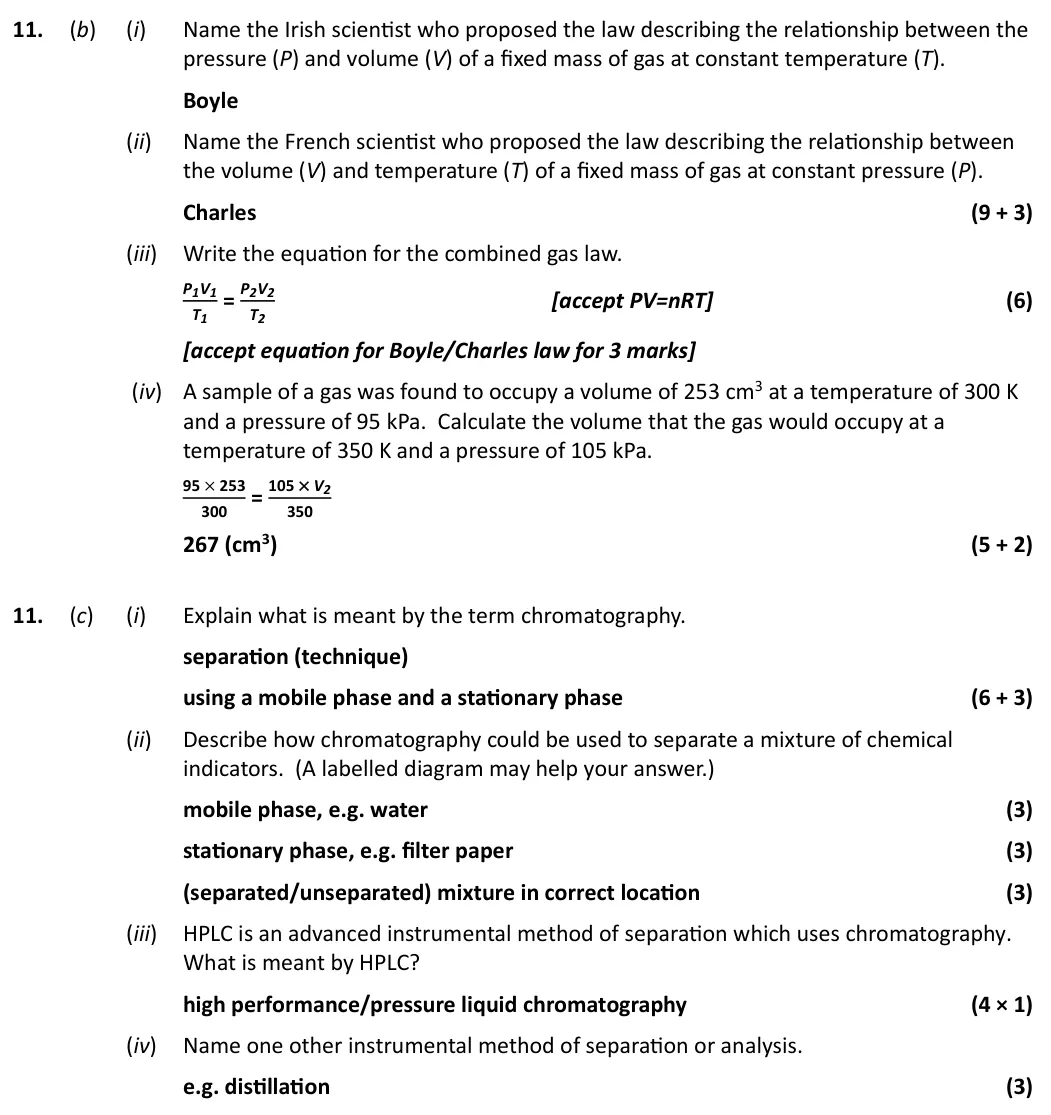 11. (b) (i) Name the Irish scientist who proposed the law describing the relationship between the
pressure (P) and volume (V) of a fixed mass of gas at constant temperature (T).
Boyle
(ii) Name the French scientist who proposed the law describing the relationship between
the volume (V) and temperature (T) of a fixed mass of gas at constant pressure (P).
Charles (9 + 3)
(iii) Write the equation for the combined gas law.
P₁V₁/T₁ = P₂V₂/T₂ [accept PV=nRT] (6)
[accept equation for Boyle/Charles law for 3 marks]
(iv) A sample of a gas was found to occupy a volume of 253 cm³ at a temperature of 300 K
and a pressure of 95 kPa. Calculate the volume that the gas would occupy at a
temperature of 350 K and a pressure of 105 kPa.
95 × 253/300 = 105 × V₂/350
267 (cm³) (5 + 2)
11. (c) (i) Explain what is meant by the term chromatography.
separation (technique)
using a mobile phase and a stationary phase (6 + 3)
(ii) Describe how chromatography could be used to separate a mixture of chemical
indicators. (A labelled diagram may help your answer.)
mobile phase, e.g. water (3)
stationary phase, e.g. filter paper (3)
(separated/unseparated) mixture in correct location (3)
(iii) HPLC is an advanced instrumental method of separation which uses chromatography.
What is meant by HPLC?
high performance/pressure liquid chromatography (4 × 1)
(iv) Name one other instrumental method of separation or analysis.
e.g. distillation (3)